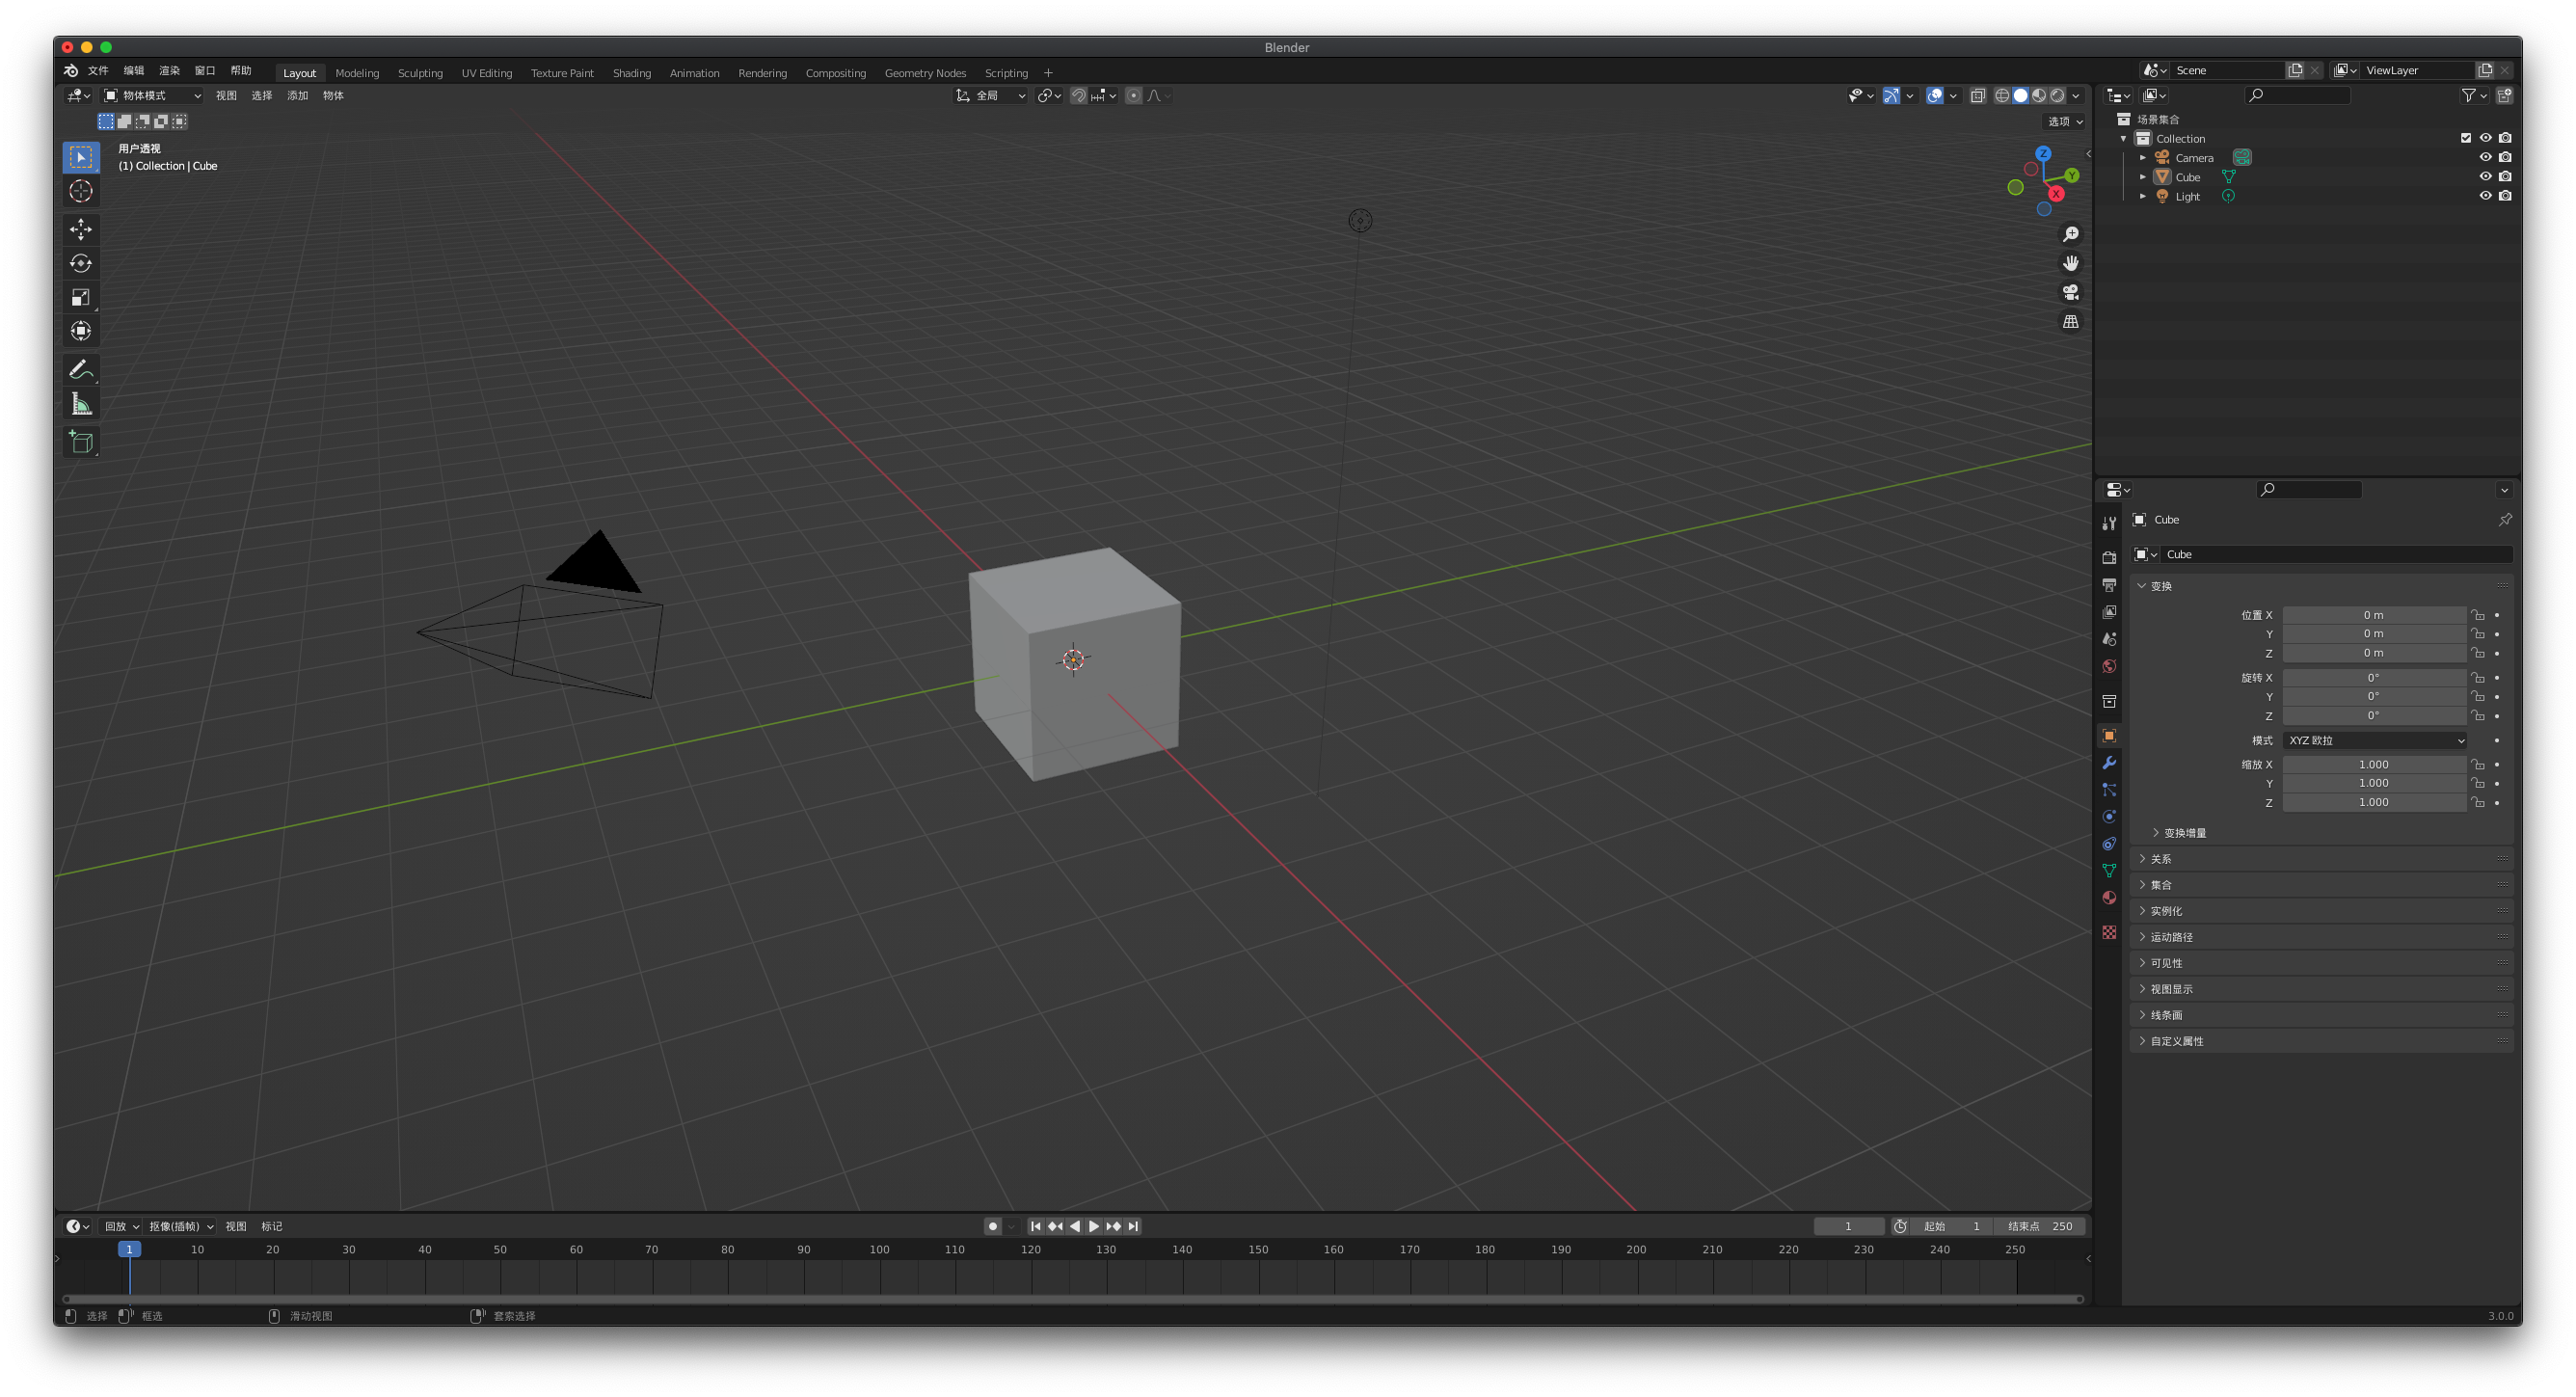 Blender
文件 编辑 渲染 窗口 帮助 Layout Modeling Sculpting UV Editing Texture Paint Shading Animation Rendering Compositing Geometry Nodes Scripting + Scene ViewLayer
物体模式 视图 选择 添加 物体 全局
选项
用户透视
(1) Collection | Cube
Z
Y
X
场景集合
Collection
Camera
Cube
Light
Cube
Cube
变换
位置 X 0 m
Y 0 m
Z 0 m
旋转 X 0°
Y 0°
Z 0°
模式 XYZ 欧拉
缩放 X 1.000
Y 1.000
Z 1.000
变换增量
关系
集合
实例化
运动路径
可见性
视图显示
线条画
自定义属性
回放 抠像(插帧) 视图 标记 1 起始 1 结束点 250
1 10 20 30 40 50 60 70 80 90 100 110 120 130 140 150 160 170 180 190 200 210 220 230 240 250
选择 框选 滑动视图 套索选择 3.0.0